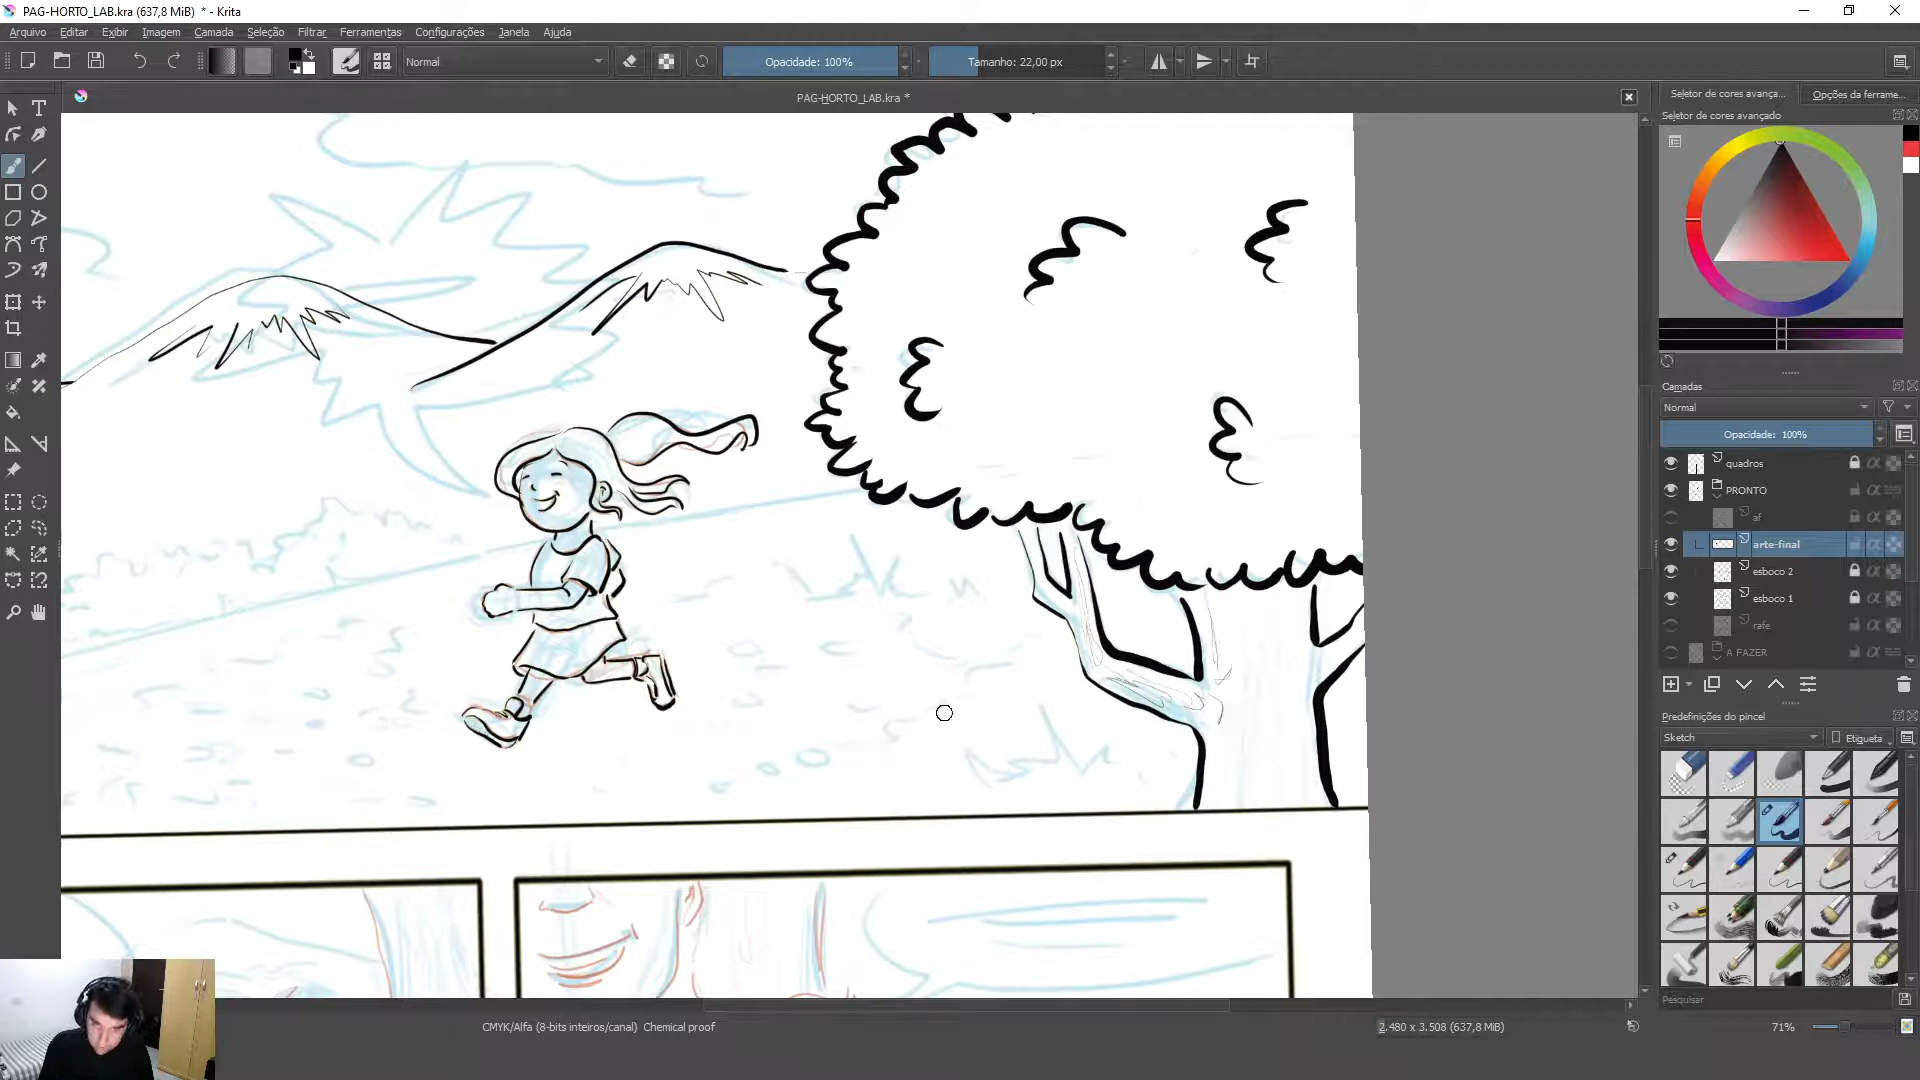 PAG-HORTO_LAB.kra (637,8 MiB)  * - Krita
Arquivo Editar Exibir Imagem Camada Seleção Filtrar Ferramentas Configurações Janela Ajuda
Normal Opacidade: 100% Tamanho: 22,00 px
PAG-HORTO_LAB.kra *
Seletor de cores avança... Opções da ferrame...
Seletor de cores avançado
Camadas
Normal
Opacidade: 100%
quadros
PRONTO
af
arte-final
esboco 2
esboco 1
rafe
A FAZER
Predefinições do pincel
Sketch Etiqueta
Pesquisar
CMYK/Alfa (8-bits inteiros/canal) Chemical proof 2.480 x 3.508 (637,8 MiB) 71%